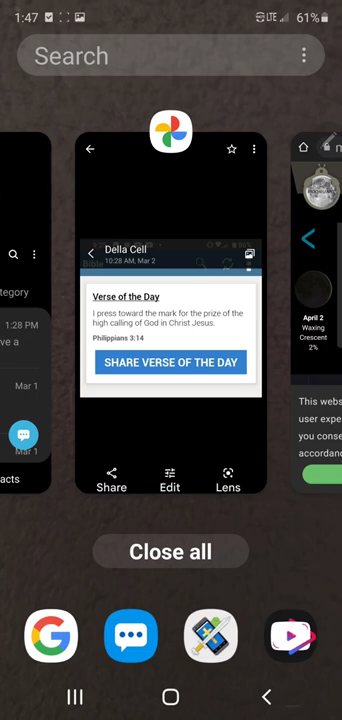 1:47
LTE
61%
Search
Della Cell
10:28 AM, Mar 2
Bible
Verse of the Day
I press toward the mark for the prize of the
high calling of God in Christ Jesus.
Philippians 3:14
SHARE VERSE OF THE DAY
Share
Edit
Lens
tegory
1:28 PM
ve a
Mar 1
Mar 1
acts
m
April 2
Waxing
Crescent
2%
This webs
user expe
you conse
accordanc
Close all